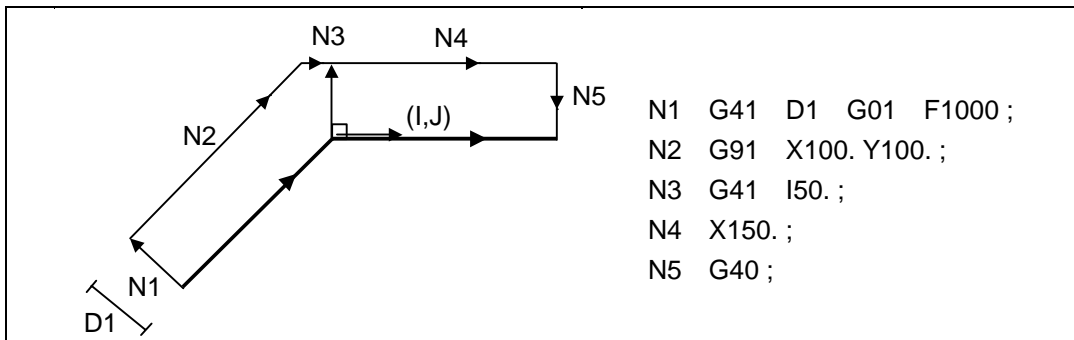 N3 N4
N5
N2
(I,J)
N1
D1
N1 G41 D1 G01 F1000 ;
N2 G91 X100. Y100. ;
N3 G41 I50. ;
N4 X150. ;
N5 G40 ;